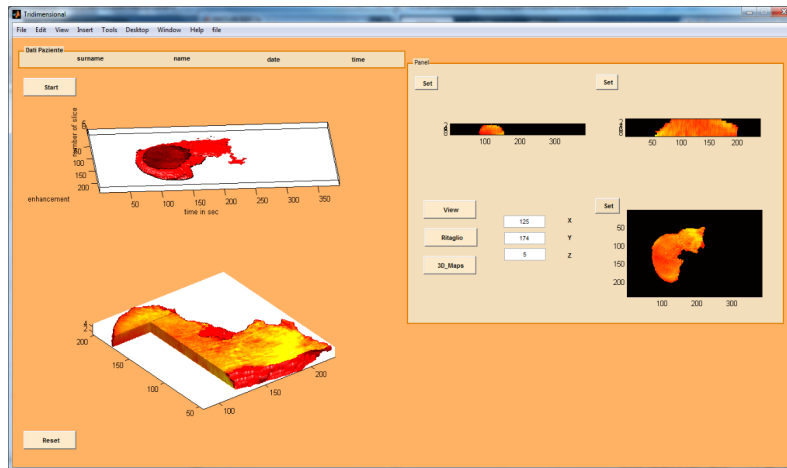 Tridimensional
File Edit View Insert Tools Desktop Window Help file
Dati Paziente
surname name date time
Start
number of slice
50
100
150
200
enhancement
50 100 150 200 250 300 350
time in sec
4
2
200
150
100
50
100
150
200
Reset
Panel
Set
100 200 300
Set
50 100 150 200
View
Ritaglio
3D_Maps
125 X
174 Y
5 Z
Set
50
100
150
200
100 200 300